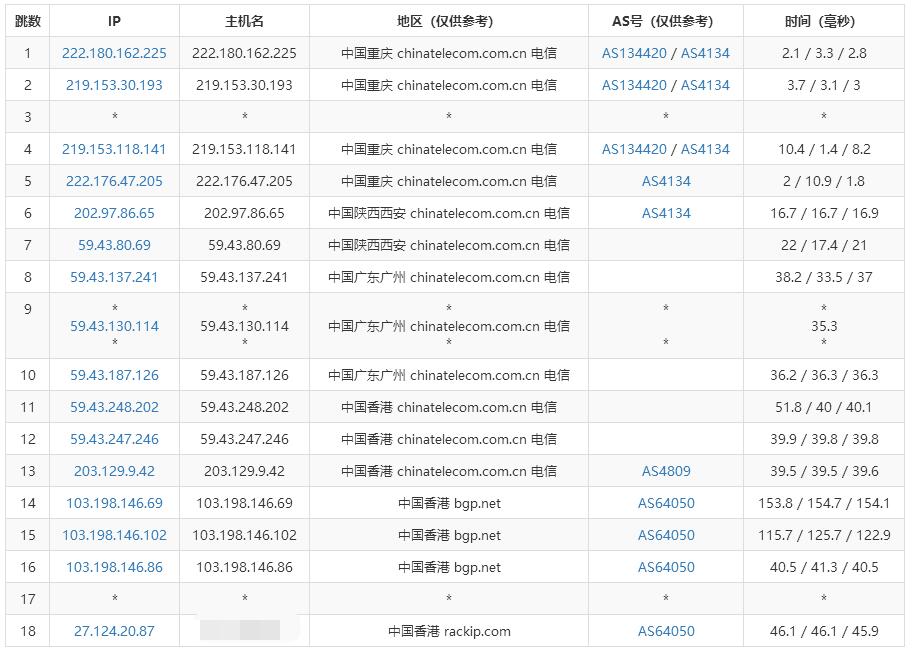 跳数 IP 主机名 地区（仅供参考） AS号（仅供参考） 时间（毫秒）
1 222.180.162.225 222.180.162.225 中国重庆 chinatelecom.com.cn 电信 AS134420 / AS4134 2.1 / 3.3 / 2.8
2 219.153.30.193 219.153.30.193 中国重庆 chinatelecom.com.cn 电信 AS134420 / AS4134 3.7 / 3.1 / 3
3 * * * * *
4 219.153.118.141 219.153.118.141 中国重庆 chinatelecom.com.cn 电信 AS134420 / AS4134 10.4 / 1.4 / 8.2
5 222.176.47.205 222.176.47.205 中国重庆 chinatelecom.com.cn 电信 AS4134 2 / 10.9 / 1.8
6 202.97.86.65 202.97.86.65 中国陕西西安 chinatelecom.com.cn 电信 AS4134 16.7 / 16.7 / 16.9
7 59.43.80.69 59.43.80.69 中国陕西西安 chinatelecom.com.cn 电信 22 / 17.4 / 21
8 59.43.137.241 59.43.137.241 中国广东广州 chinatelecom.com.cn 电信 38.2 / 33.5 / 37
9 * * * * *
59.43.130.114 59.43.130.114 中国广东广州 chinatelecom.com.cn 电信 35.3
* * * * *
10 59.43.187.126 59.43.187.126 中国广东广州 chinatelecom.com.cn 电信 36.2 / 36.3 / 36.3
11 59.43.248.202 59.43.248.202 中国香港 chinatelecom.com.cn 电信 51.8 / 40 / 40.1
12 59.43.247.246 59.43.247.246 中国香港 chinatelecom.com.cn 电信 39.9 / 39.8 / 39.8
13 203.129.9.42 203.129.9.42 中国香港 chinatelecom.com.cn 电信 AS4809 39.5 / 39.5 / 39.6
14 103.198.146.69 103.198.146.69 中国香港 bgp.net AS64050 153.8 / 154.7 / 154.1
15 103.198.146.102 103.198.146.102 中国香港 bgp.net AS64050 115.7 / 125.7 / 122.9
16 103.198.146.86 103.198.146.86 中国香港 bgp.net AS64050 40.5 / 41.3 / 40.5
17 * * * * *
18 27.124.20.87 中国香港 rackip.com AS64050 46.1 / 46.1 / 45.9